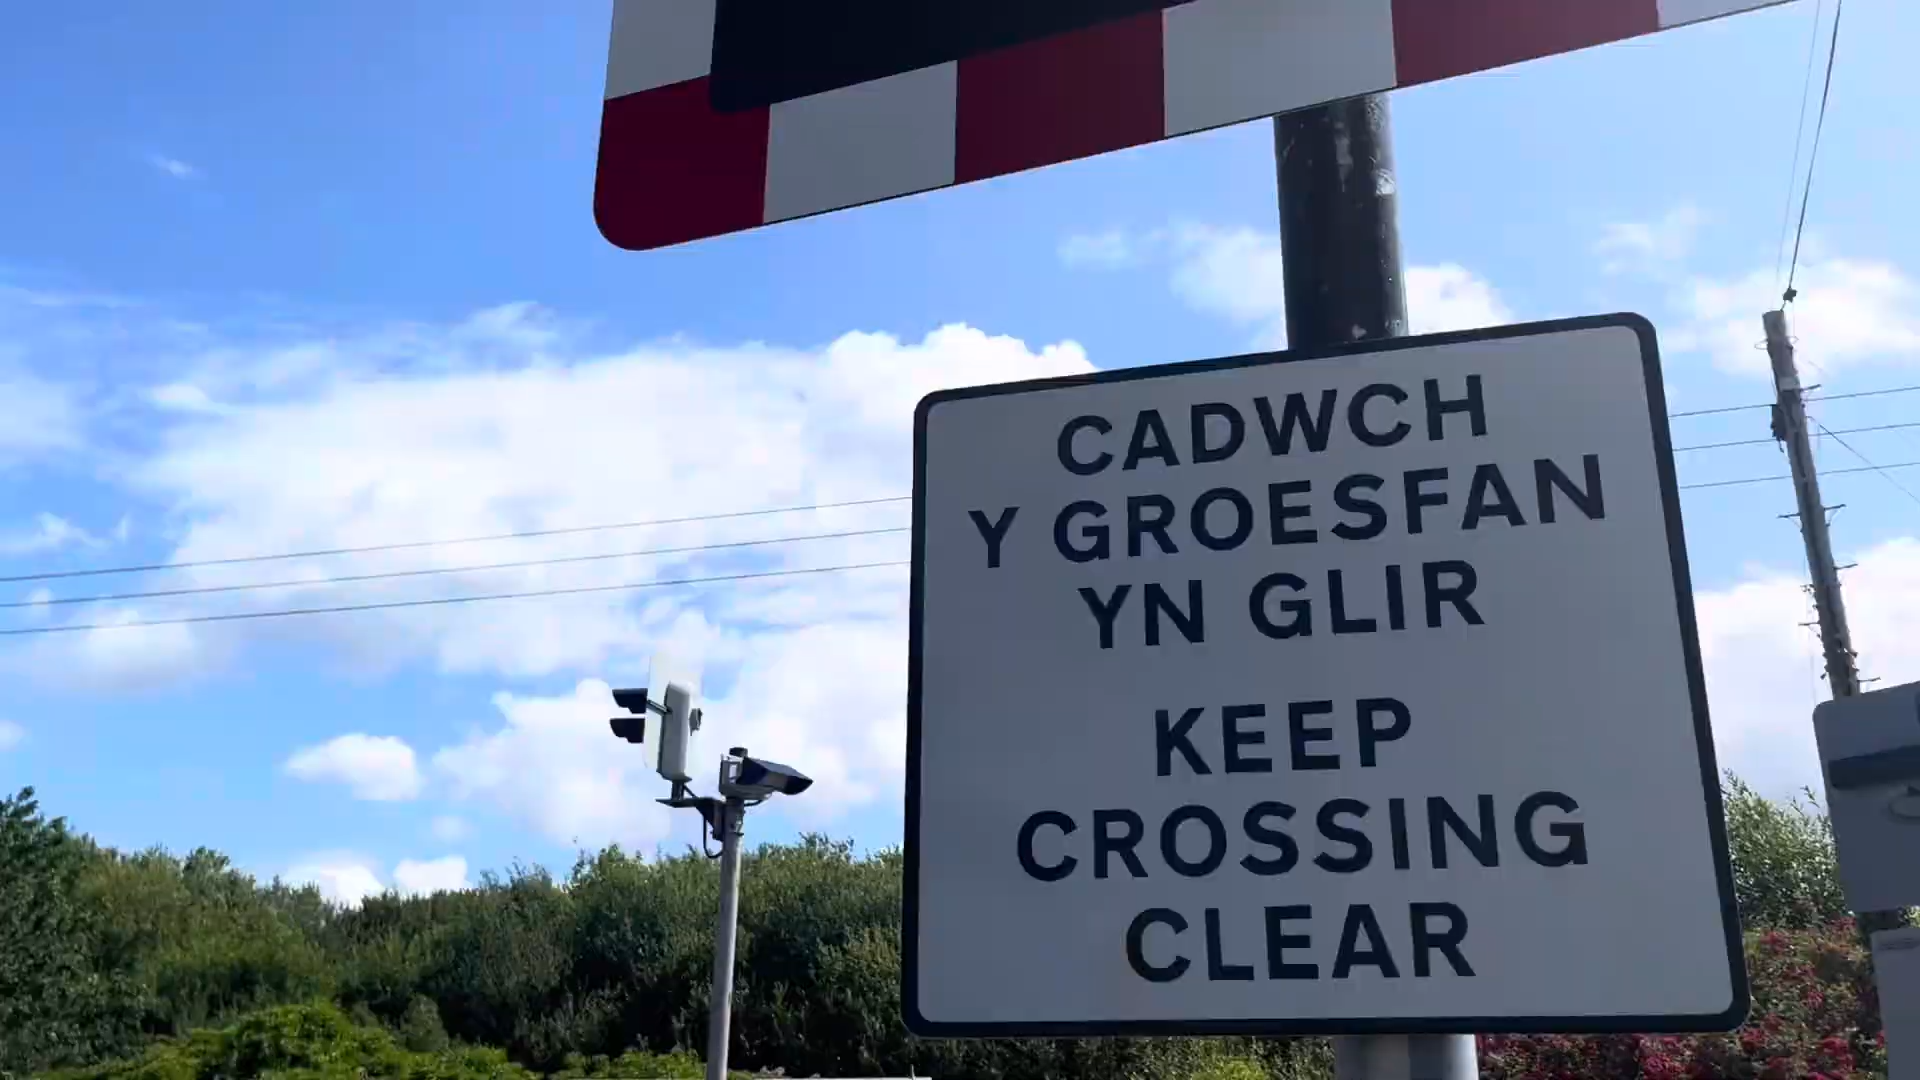 CADWCH
Y GROESFAN
YN GLIR
KEEP
CROSSING
CLEAR